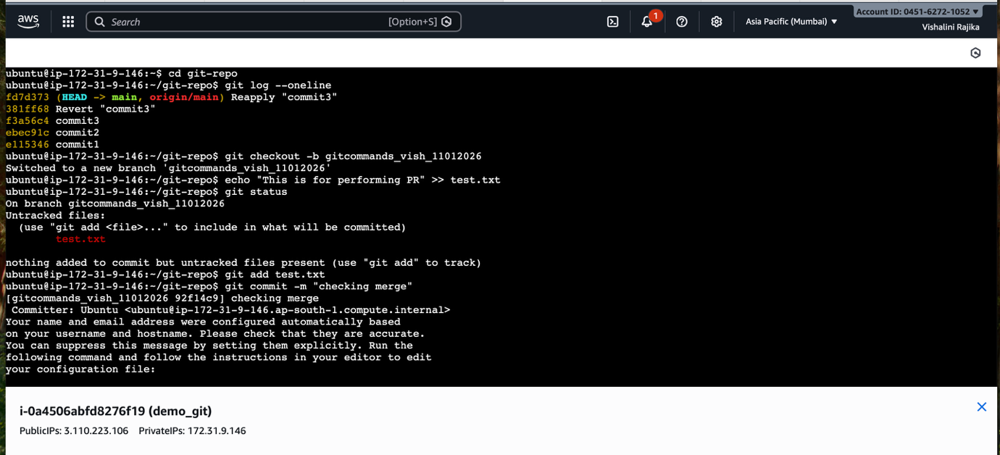 aws
Search
[Option+S]
1
Asia Pacific (Mumbai) ▼
Account ID: 0451-6272-1052 ▼
Vishalini Rajika
ubuntu@ip-172-31-9-146:~$ cd git-repo
ubuntu@ip-172-31-9-146:~/git-repo$ git log --oneline
fd7d373 (HEAD -> main, origin/main) Reapply "commit3"
381ff68 Revert "commit3"
f3a56c4 commit3
ebec91c commit2
e115346 commit1
ubuntu@ip-172-31-9-146:~/git-repo$ git checkout -b gitcommands_vish_11012026
Switched to a new branch 'gitcommands_vish_11012026'
ubuntu@ip-172-31-9-146:~/git-repo$ echo "This is for performing PR" >> test.txt
ubuntu@ip-172-31-9-146:~/git-repo$ git status
On branch gitcommands_vish_11012026
Untracked files:
  (use "git add <file>..." to include in what will be committed)
        test.txt
nothing added to commit but untracked files present (use "git add" to track)
ubuntu@ip-172-31-9-146:~/git-repo$ git add test.txt
ubuntu@ip-172-31-9-146:~/git-repo$ git commit -m "checking merge"
[gitcommands_vish_11012026 92f14c9] checking merge
 Committer: Ubuntu <ubuntu@ip-172-31-9-146.ap-south-1.compute.internal>
Your name and email address were configured automatically based
on your username and hostname. Please check that they are accurate.
You can suppress this message by setting them explicitly. Run the
following command and follow the instructions in your editor to edit
your configuration file:
i-0a4506abfd8276f19 (demo_git)
PublicIPs: 3.110.223.106 PrivateIPs: 172.31.9.146